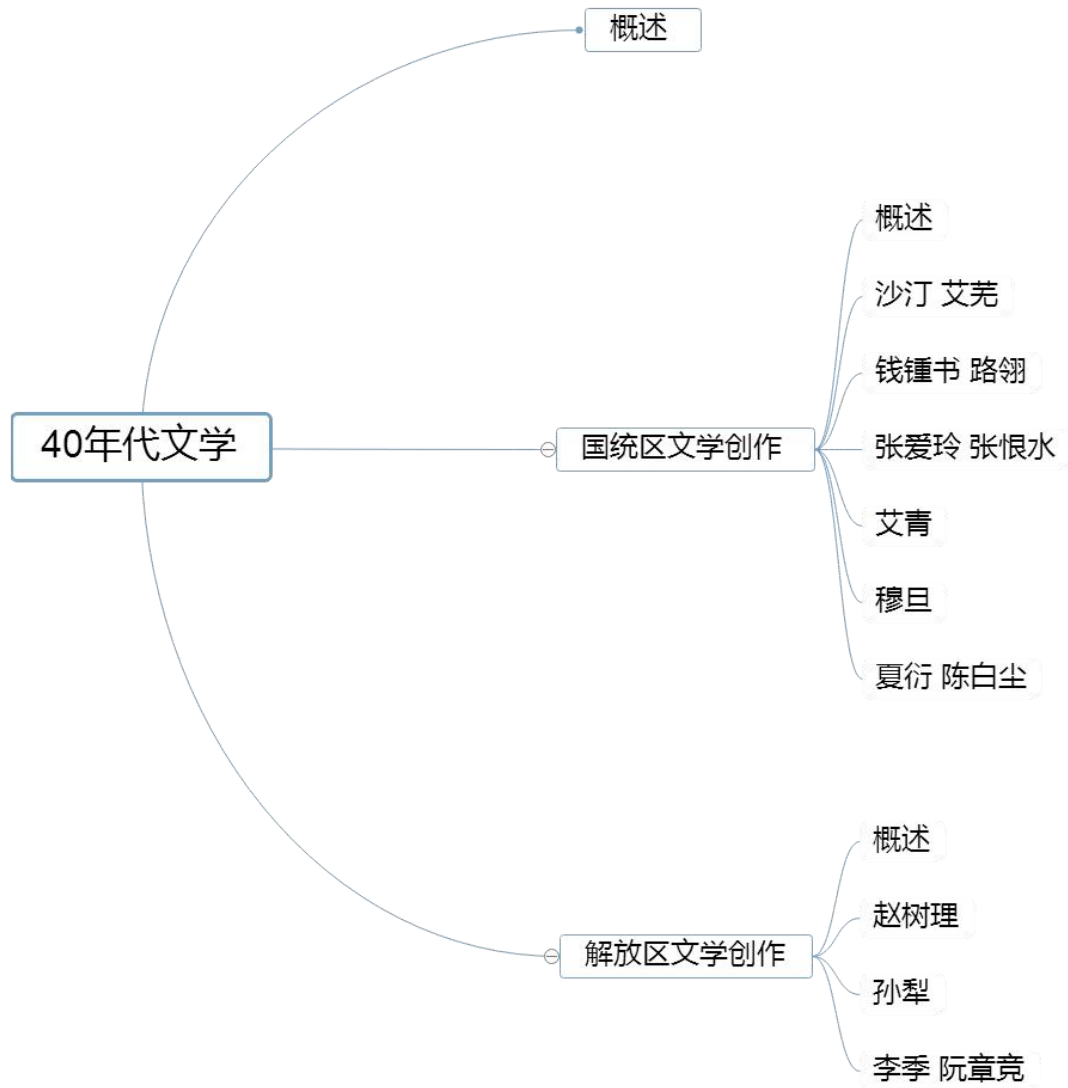 概述
40年代文学
国统区文学创作
概述
沙汀 艾芜
钱锺书 路翎
张爱玲 张恨水
艾青
穆旦
夏衍 陈白尘
解放区文学创作
概述
赵树理
孙犁
李季 阮章竞